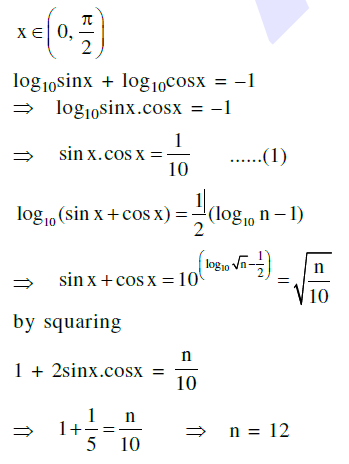 x ∈ (0, π/2)
log₁₀sinx + log₁₀cosx = –1
⇒ log₁₀sinx.cosx = –1
⇒ sin x. cos x = 1/10 ......(1)
log₁₀(sin x + cos x) = 1/2 (log₁₀ n – 1)
⇒ sin x + cos x = 10^(log₁₀ √n – 1/2) = √(n/10)
by squaring
1 + 2sinx.cosx = n/10
⇒ 1 + 1/5 = n/10 ⇒ n = 12